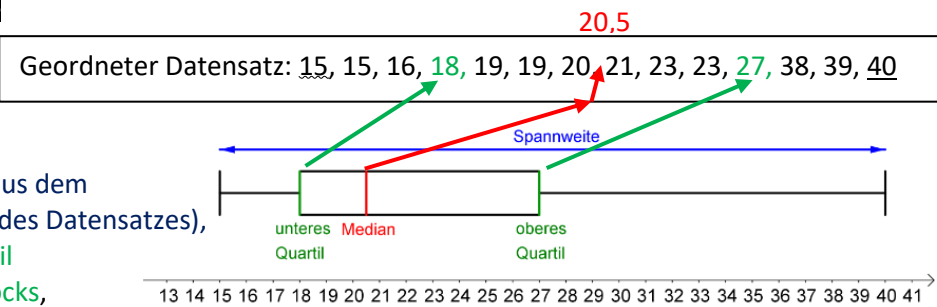 20,5
Geordneter Datensatz: 15, 15, 16, 18, 19, 19, 20, 21, 23, 23, 27, 38, 39, 40
Spannweite
us dem
des Datensatzes),
unteres Median oberes
il Quartil Quartil
ocks,
13 14 15 16 17 18 19 20 21 22 23 24 25 26 27 28 29 30 31 32 33 34 35 36 37 38 39 40 41